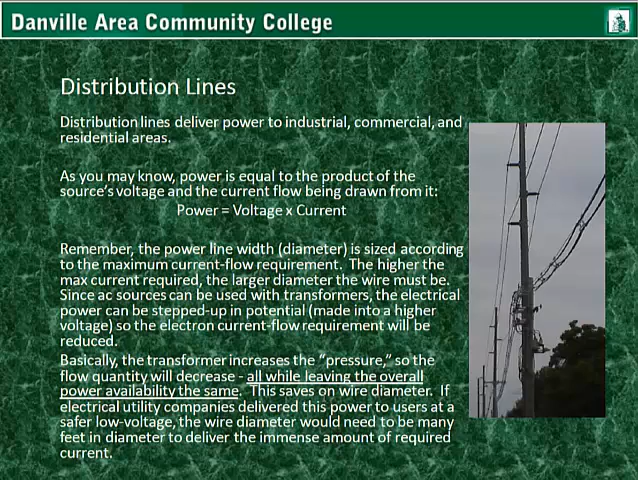 Danville Area Community College
Distribution Lines
Distribution lines deliver power to industrial, commercial, and
residential areas.
As you may know, power is equal to the product of the
source's voltage and the current flow being drawn from it:
Power = Voltage x Current
Remember, the power line width (diameter) is sized according
to the maximum current-flow requirement. The higher the
max current required, the larger diameter the wire must be.
Since ac sources can be used with transformers, the electrical
power can be stepped-up in potential (made into a higher
voltage) so the electron current-flow requirement will be
reduced.
Basically, the transformer increases the "pressure," so the
flow quantity will decrease - all while leaving the overall
power availability the same. This saves on wire diameter. If
electrical utility companies delivered this power to users at a
safer low-voltage, the wire diameter would need to be many
feet in diameter to deliver the immense amount of required
current.